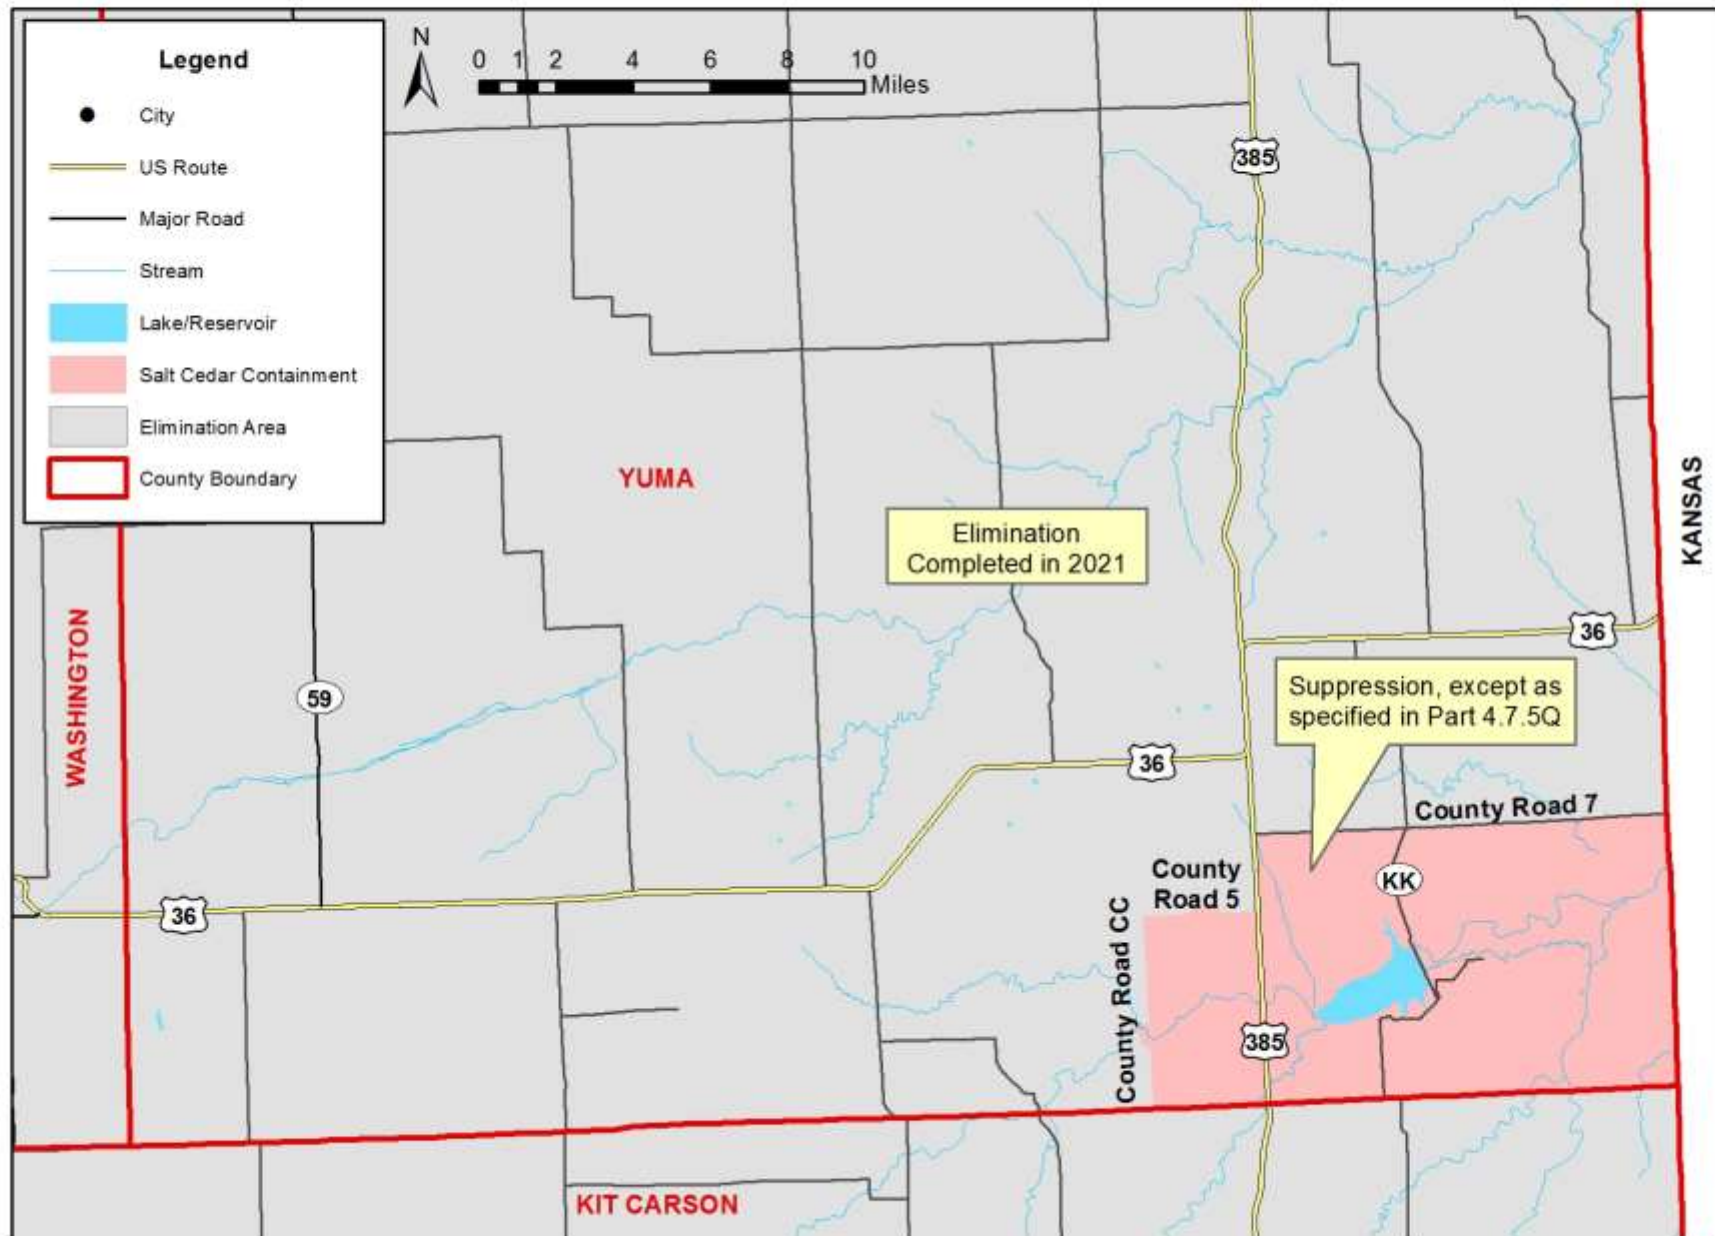 Legend
City
US Route
Major Road
Stream
Lake/Reservoir
Salt Cedar Containment
Elimination Area
County Boundary
N
0 1 2 4 6 8 10
Miles
385
YUMA
KANSAS
Elimination
Completed in 2021
WASHINGTON
59
36
Suppression, except as
specified in Part 4.7.5Q
36
County Road 7
County
Road 5
KK
36
County Road CC
385
KIT CARSON